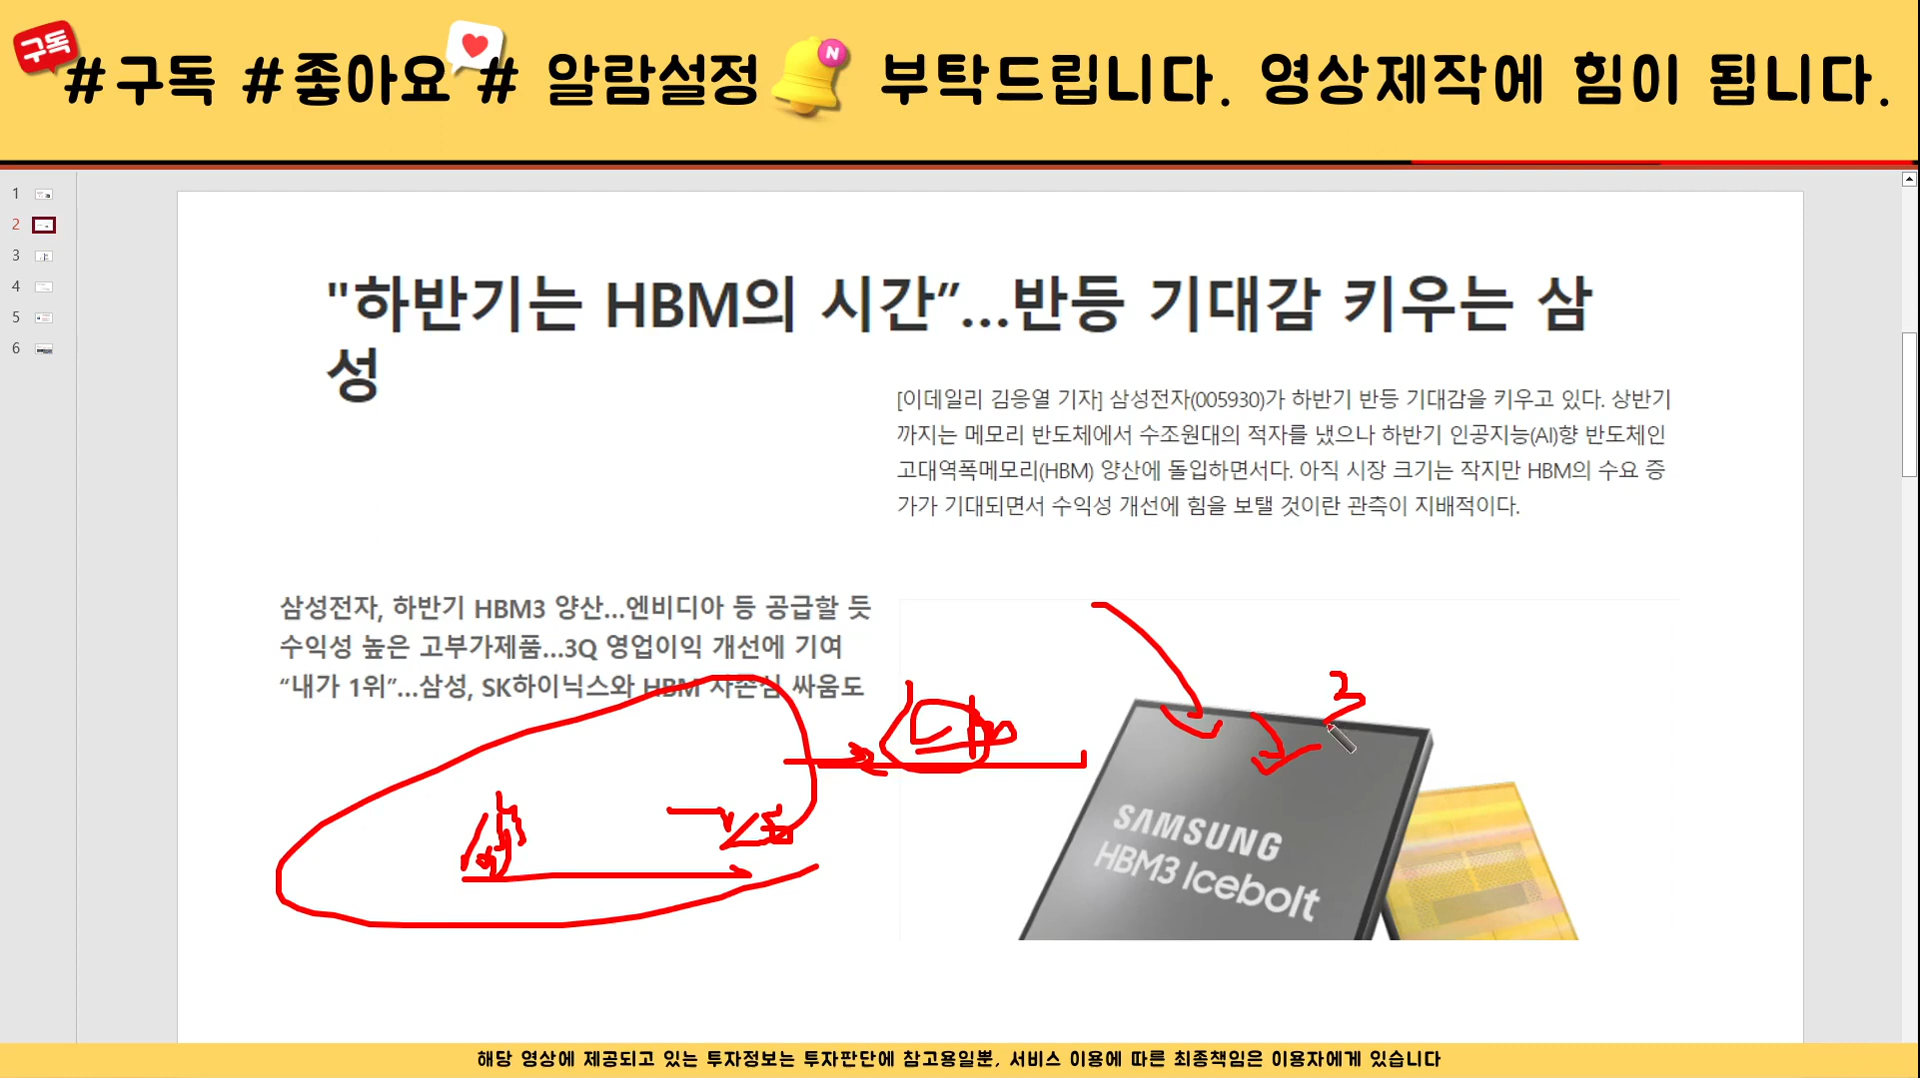 구독
#구독 #좋아요 # 알람설정 N 부탁드립니다. 영상제작에 힘이 됩니다.
1
2
3
4
5
6
"하반기는 HBM의 시간”...반등 기대감 키우는 삼
성
[이데일리 김응열 기자] 삼성전자(005930)가 하반기 반등 기대감을 키우고 있다. 상반기
까지는 메모리 반도체에서 수조원대의 적자를 냈으나 하반기 인공지능(AI)향 반도체인
고대역폭메모리(HBM) 양산에 돌입하면서다. 아직 시장 크기는 작지만 HBM의 수요 증
가가 기대되면서 수익성 개선에 힘을 보탤 것이란 관측이 지배적이다.
삼성전자, 하반기 HBM3 양산...엔비디아 등 공급할 듯
수익성 높은 고부가제품...3Q 영업이익 개선에 기여
“내가 1위”...삼성, SK하이닉스와 HBM 자존심 싸움도
SAMSUNG
HBM3 Icebolt
해당 영상에 제공되고 있는 투자정보는 투자판단에 참고용일뿐, 서비스 이용에 따른 최종책임은 이용자에게 있습니다